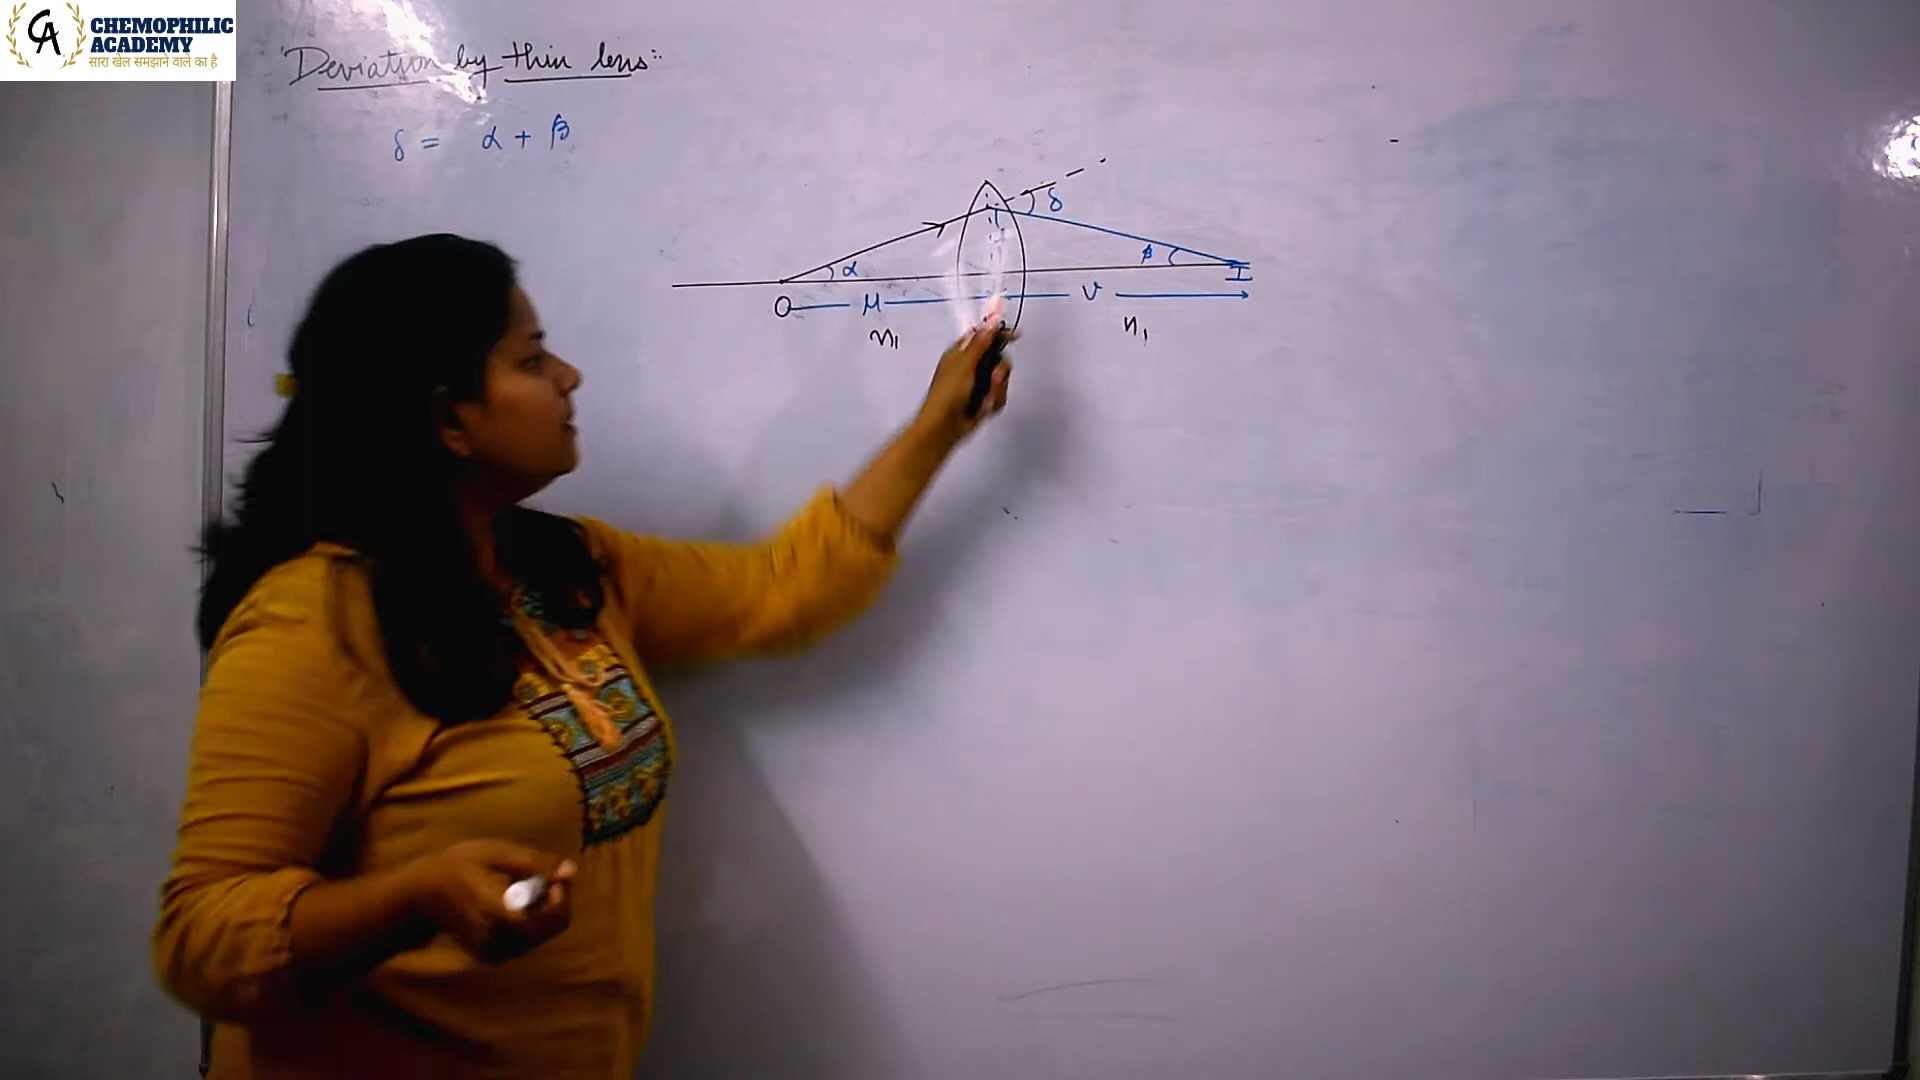 CHEMOPHILIC
ACADEMY
सारा खेल समझाने वाले का है
Deviation by thin lens::
δ = α + β
δ
α
β
I
O
u
v
n₁
n₁